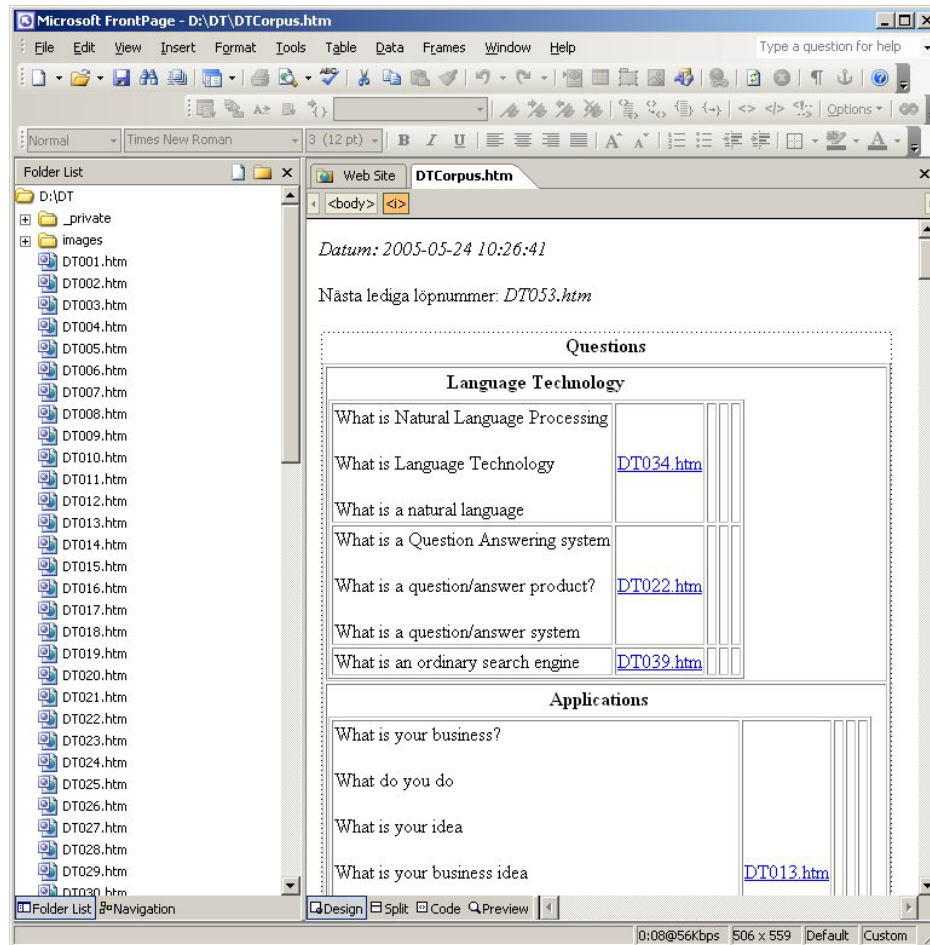 Microsoft FrontPage - D:\DT\DTCorpus.htm
File Edit View Insert Format Tools Table Data Frames Window Help Type a question for help
Options
Normal Times New Roman 3 (12 pt) B I U A A A
Folder List
Web Site DTCorpus.htm
<body> <i>
D:\DT
_private
images
DT001.htm
DT002.htm
DT003.htm
DT004.htm
DT005.htm
DT006.htm
DT007.htm
DT008.htm
DT009.htm
DT010.htm
DT011.htm
DT012.htm
DT013.htm
DT014.htm
DT015.htm
DT016.htm
DT017.htm
DT018.htm
DT019.htm
DT020.htm
DT021.htm
DT022.htm
DT023.htm
DT024.htm
DT025.htm
DT026.htm
DT027.htm
DT028.htm
DT029.htm
DT030.htm
Datum: 2005-05-24 10:26:41
Nästa lediga löpnummer: DT053.htm
Questions
Language Technology
What is Natural Language Processing
What is Language Technology DT034.htm
What is a natural language
What is a Question Answering system
What is a question/answer product? DT022.htm
What is a question/answer system
What is an ordinary search engine DT039.htm
Applications
What is your business?
What do you do
What is your idea
What is your business idea DT013.htm
Folder List Navigation
Design Split Code Preview
0:08@56Kbps 506 x 559 Default Custom